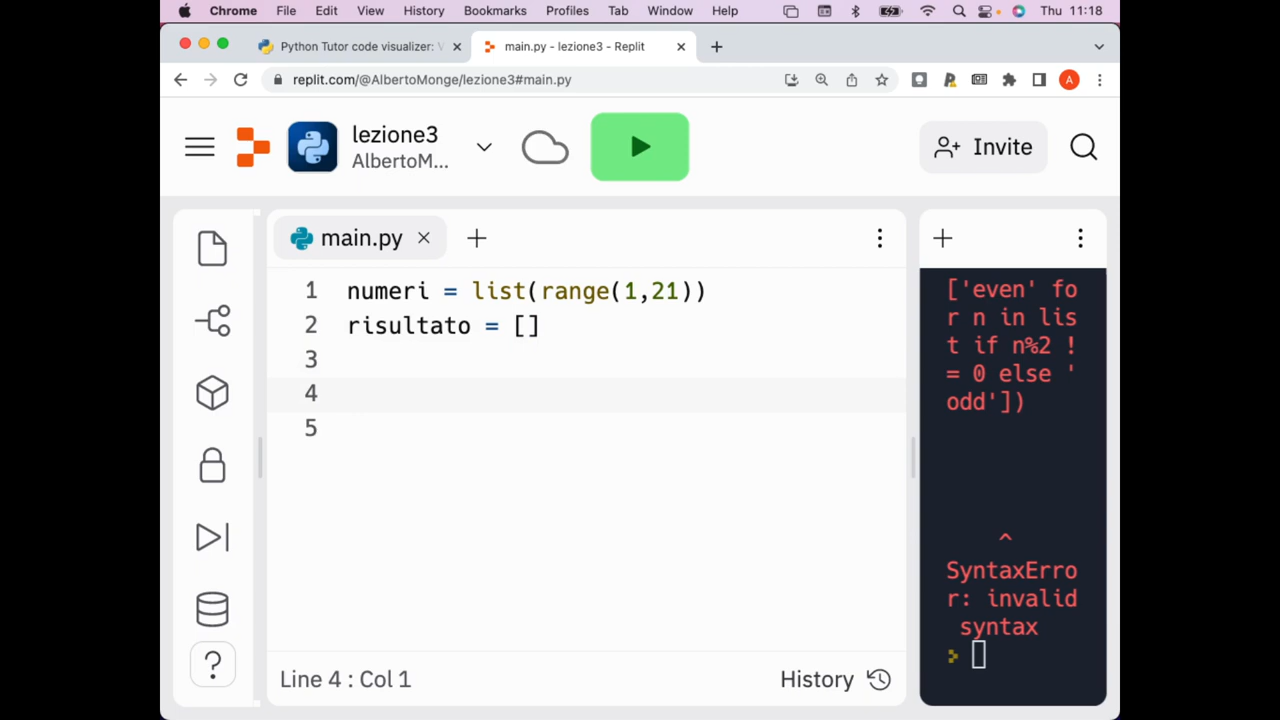 Chrome File Edit View History Bookmarks Profiles Tab Window Help Thu 11:18
Python Tutor code visualizer: V main.py - lezione3 - Replit
replit.com/@AlbertoMonge/lezione3#main.py A
lezione3
AlbertoM...
Invite
main.py
1 numeri = list(range(1,21))
2 risultato = []
3
4
5
['even' fo
r n in lis
t if n%2 !
= 0 else '
odd'])
^
SyntaxErro
r: invalid
syntax
>
?
Line 4 : Col 1
History